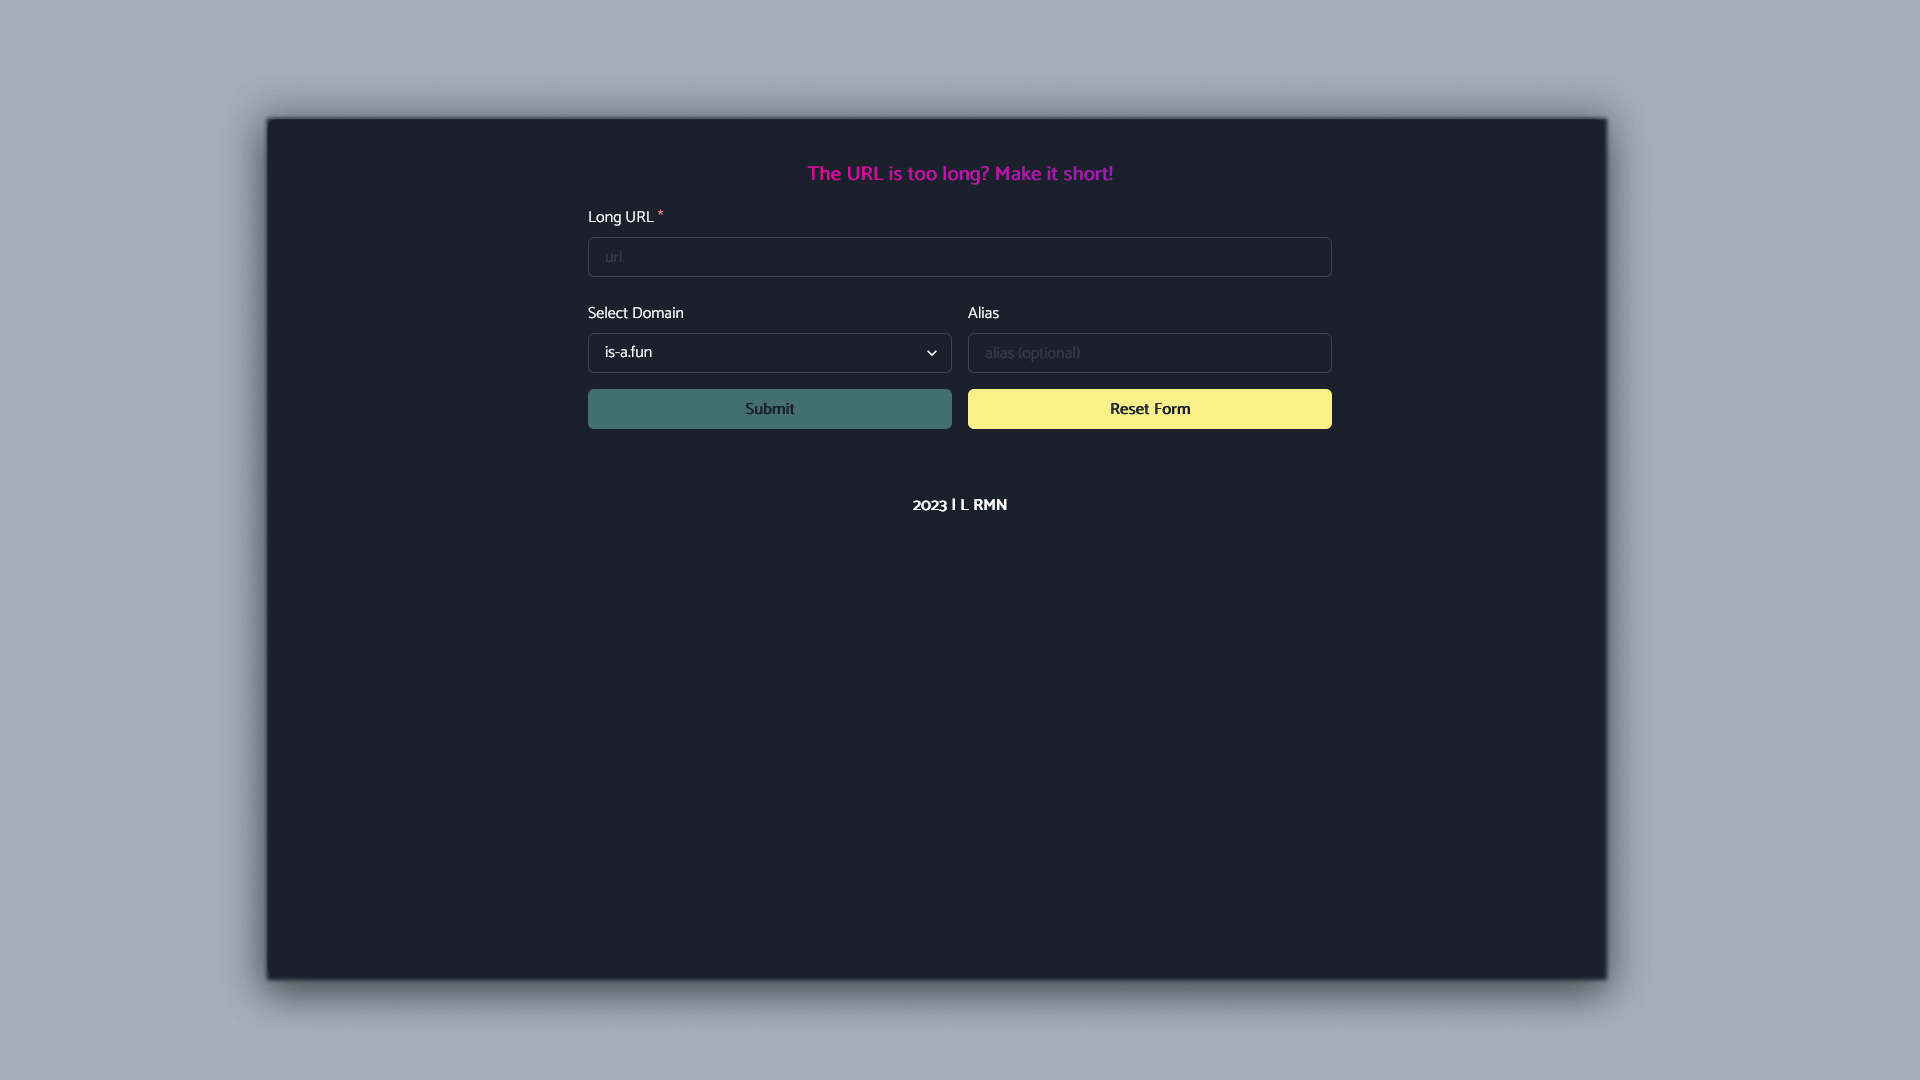 The URL is too long? Make it short!
Long URL *
url
Select Domain
Alias
is-a.fun
alias (optional)
Submit
Reset Form
2023 | L RMN